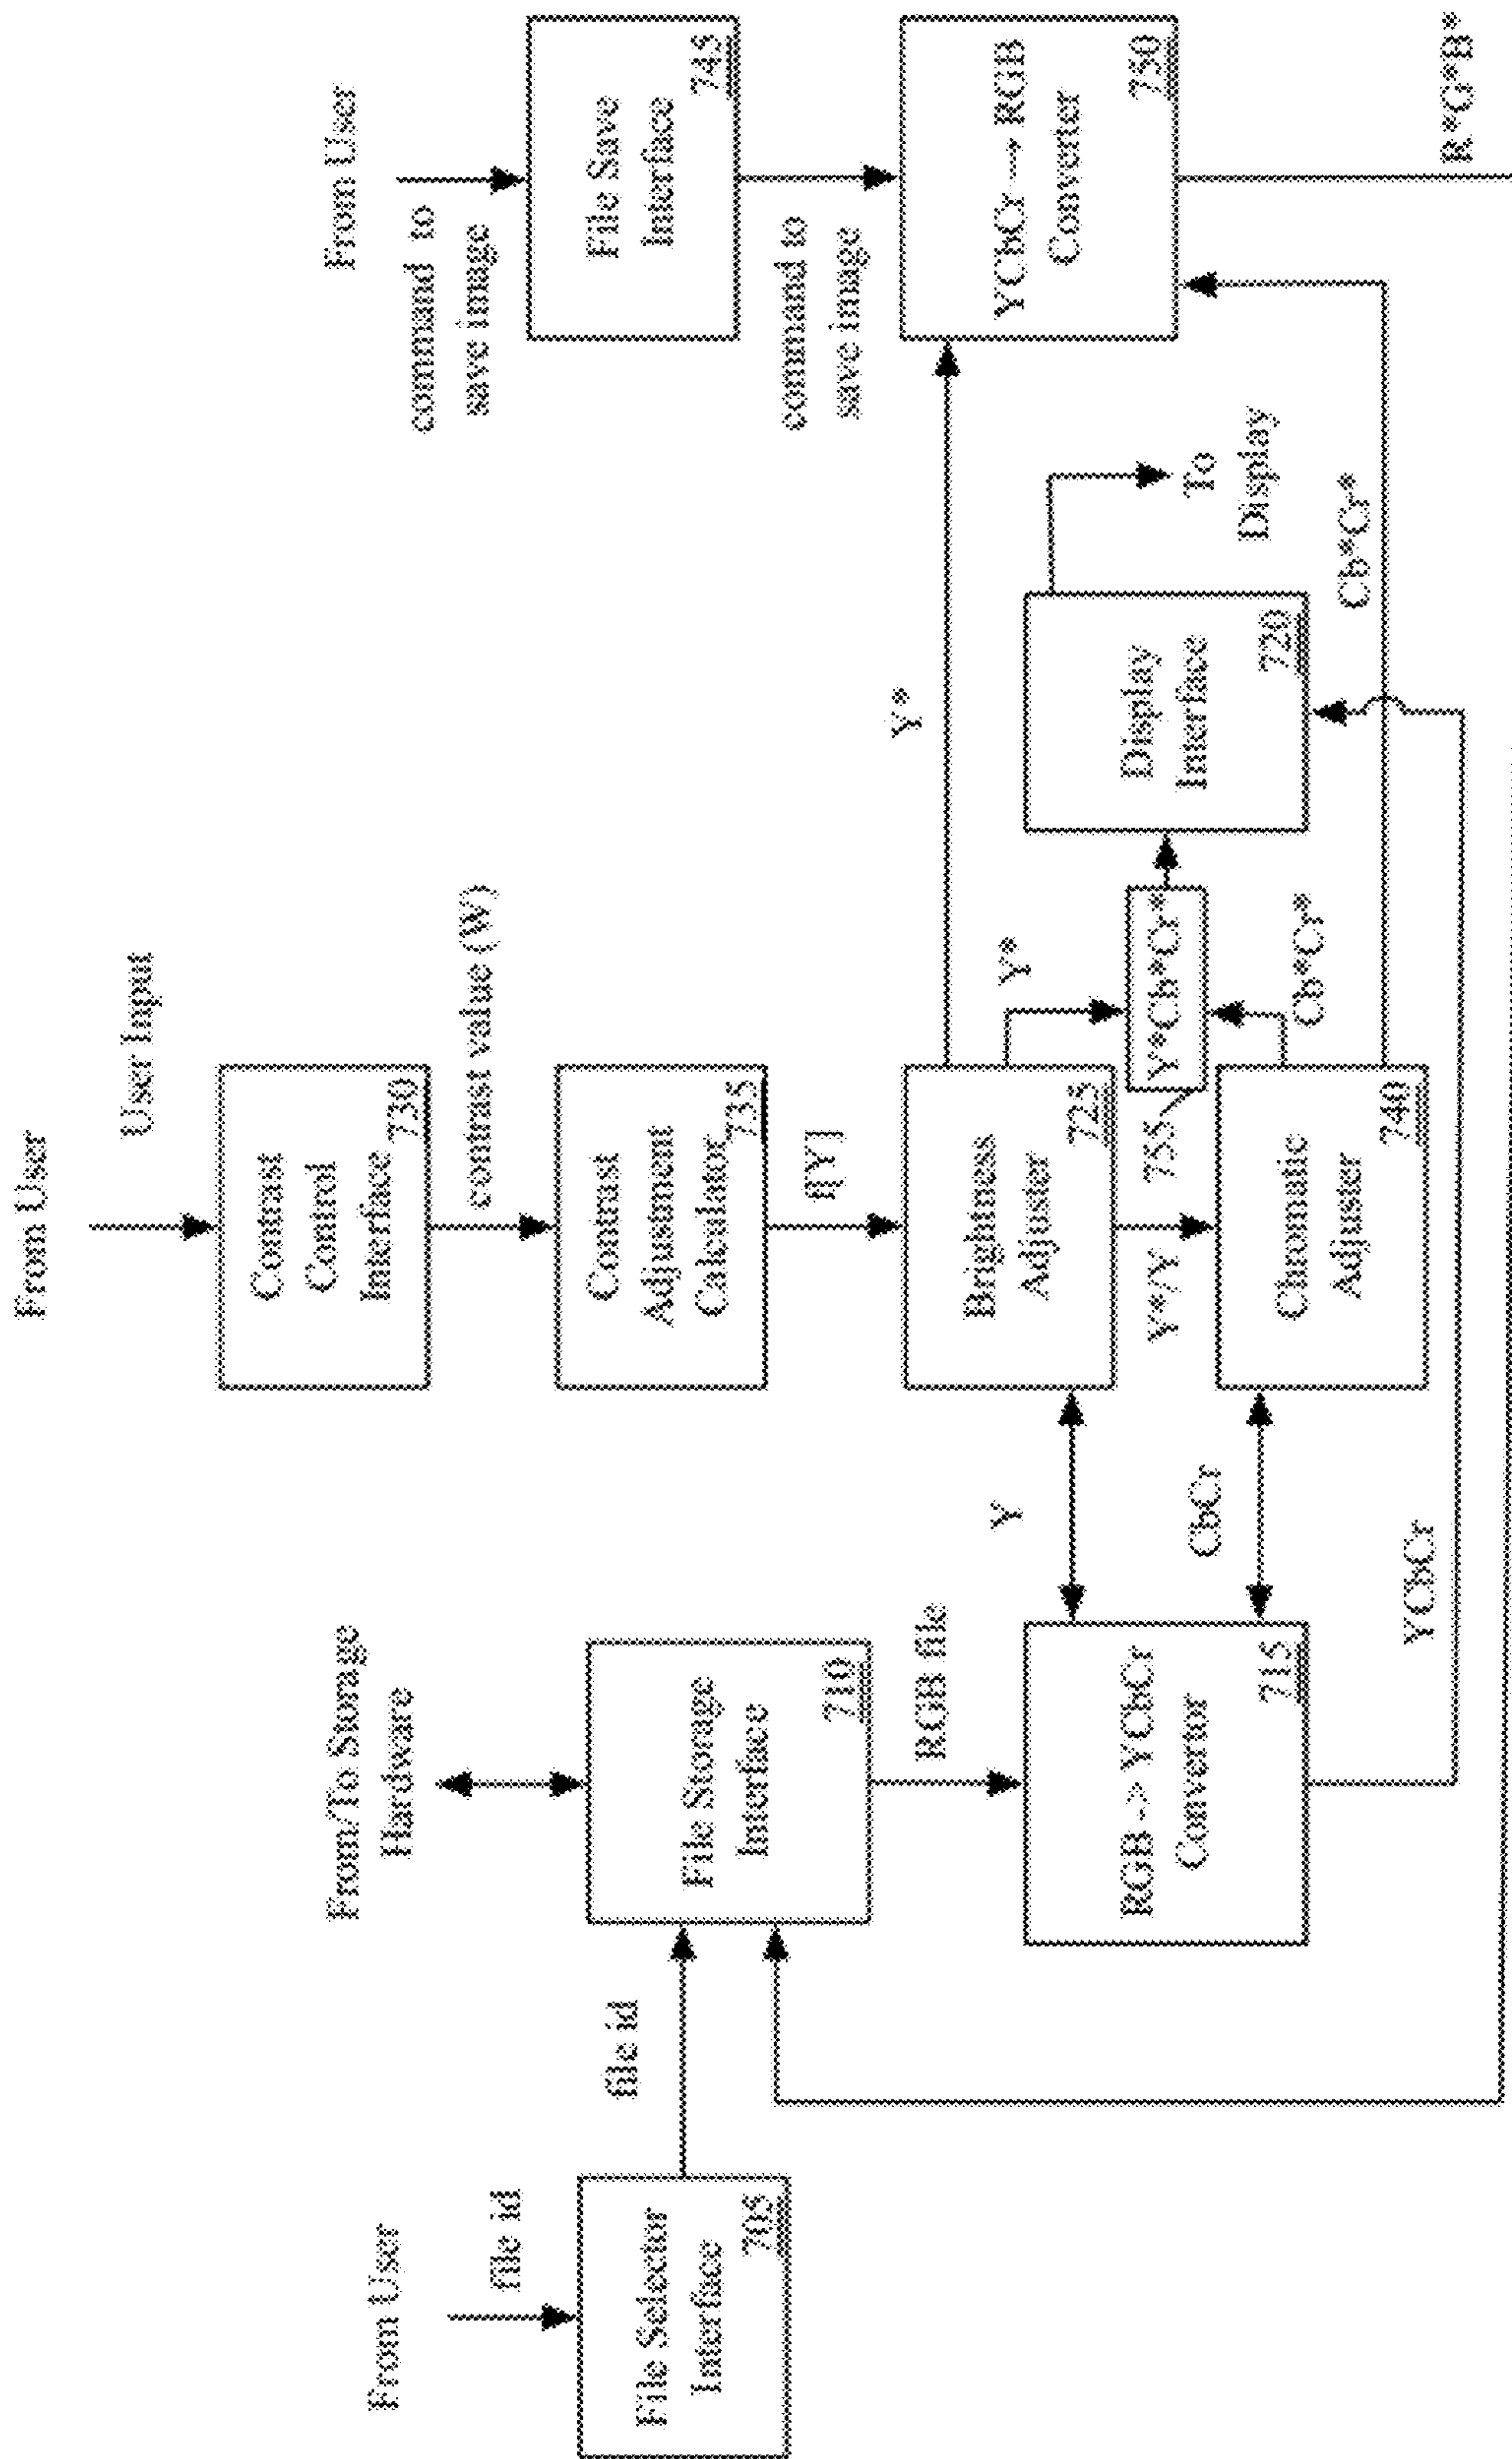 From User
file id
File Selector
Interface
705
file id
From/To Storage
Hardware
File Storage
Interface
710
RGB file
RGB -> YCbCr
Convertor
715
Y
CbCr
YCbCr
From User
User Input
Contrast
Control
Interface
730
contrast value (W)
Contrast
Adjustment
Calculator
735
f[Y]
Brightness
Adjuster
725
Y*/Y
755
Chromatic
Adjuster
740
Y*
Y*Cb*Cr*
Cb*Cr*
Y*
Display
Interface
720
To
Display
Cb*Cr*
From User
command to
save image
File Save
Interface
745
command to
save image
YCbCr → RGB
Converter
750
R*G*B*